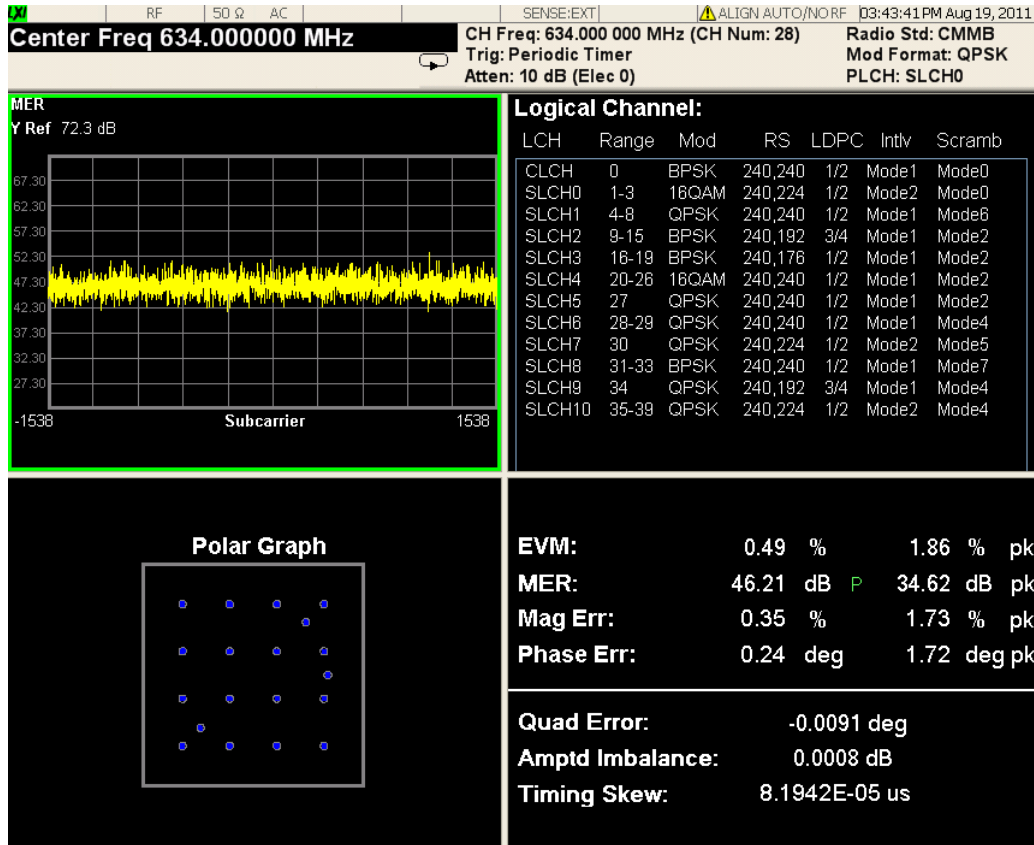 LXI RF 50 Ω AC SENSE:EXT ALIGN AUTO/NO RF 03:43:41 PM Aug 19, 2011
Center Freq 634.000000 MHz
CH Freq: 634.000 000 MHz (CH Num: 28) Radio Std: CMMB
Trig: Periodic Timer Mod Format: QPSK
Atten: 10 dB (Elec 0) PLCH: SLCH0
MER
Y Ref 72.3 dB
67.30
62.30
57.30
52.30
47.30
42.30
37.30
32.30
27.30
-1538 Subcarrier 1538
Logical Channel:
LCH Range Mod RS LDPC Intlv Scramb
CLCH 0 BPSK 240,240 1/2 Mode1 Mode0
SLCH0 1-3 16QAM 240,224 1/2 Mode2 Mode0
SLCH1 4-8 QPSK 240,240 1/2 Mode1 Mode6
SLCH2 9-15 BPSK 240,192 3/4 Mode1 Mode2
SLCH3 16-19 BPSK 240,176 1/2 Mode1 Mode2
SLCH4 20-26 16QAM 240,240 1/2 Mode1 Mode2
SLCH5 27 QPSK 240,240 1/2 Mode1 Mode2
SLCH6 28-29 QPSK 240,240 1/2 Mode1 Mode4
SLCH7 30 QPSK 240,224 1/2 Mode2 Mode5
SLCH8 31-33 BPSK 240,240 1/2 Mode1 Mode7
SLCH9 34 QPSK 240,192 3/4 Mode1 Mode4
SLCH10 35-39 QPSK 240,224 1/2 Mode2 Mode4
Polar Graph
EVM: 0.49 % 1.86 % pk
MER: 46.21 dB P 34.62 dB pk
Mag Err: 0.35 % 1.73 % pk
Phase Err: 0.24 deg 1.72 deg pk
Quad Error: -0.0091 deg
Amptd Imbalance: 0.0008 dB
Timing Skew: 8.1942E-05 us